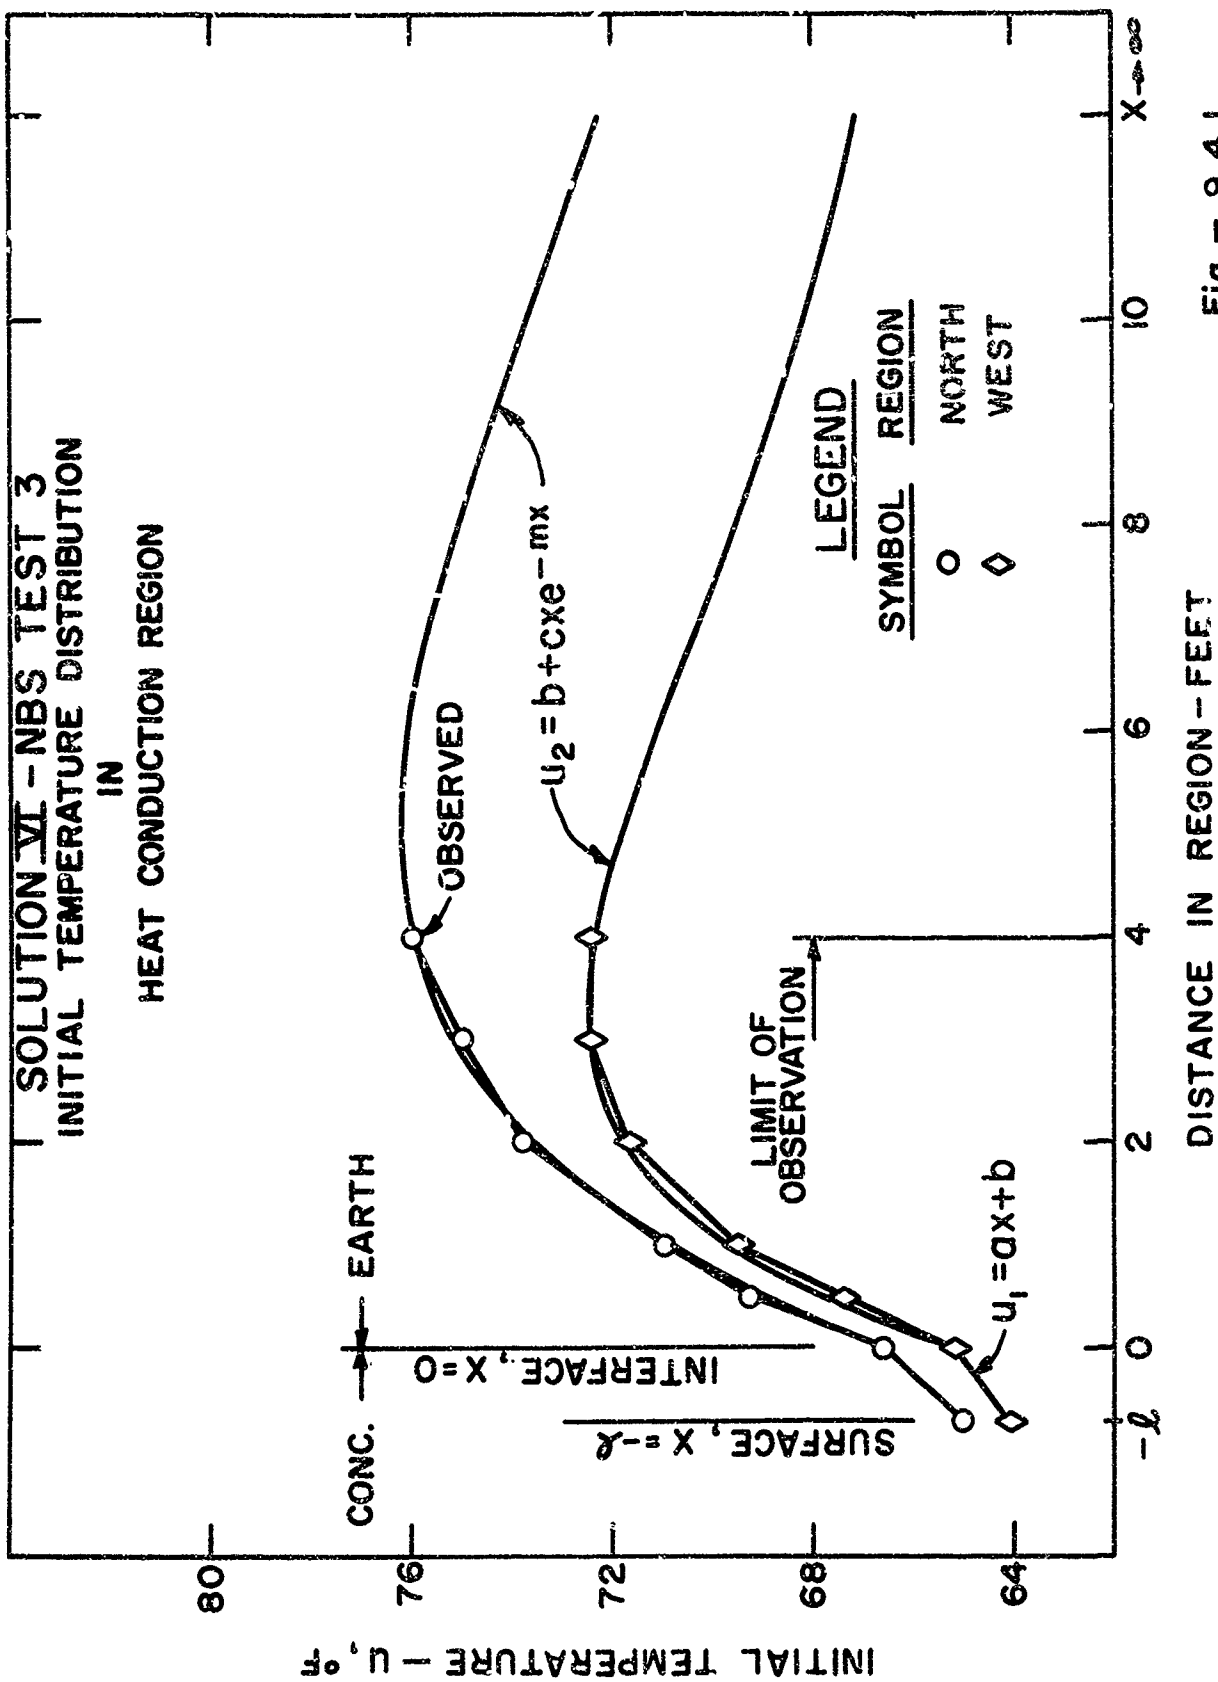 SOLUTION VI – NBS TEST 3
INITIAL TEMPERATURE DISTRIBUTION
IN
HEAT CONDUCTION REGION
CONC.
EARTH
INTERFACE, X=0
SURFACE, X=-ℓ
OBSERVED
u₂=b+cxe⁻ᵐˣ
LIMIT OF
OBSERVATION
u₁=ax+b
LEGEND
SYMBOL REGION
NORTH
WEST
INITIAL TEMPERATURE – u, °F
80
76
72
68
64
-ℓ
0
2
4
6
8
10
X→∞
DISTANCE IN REGION – FEET